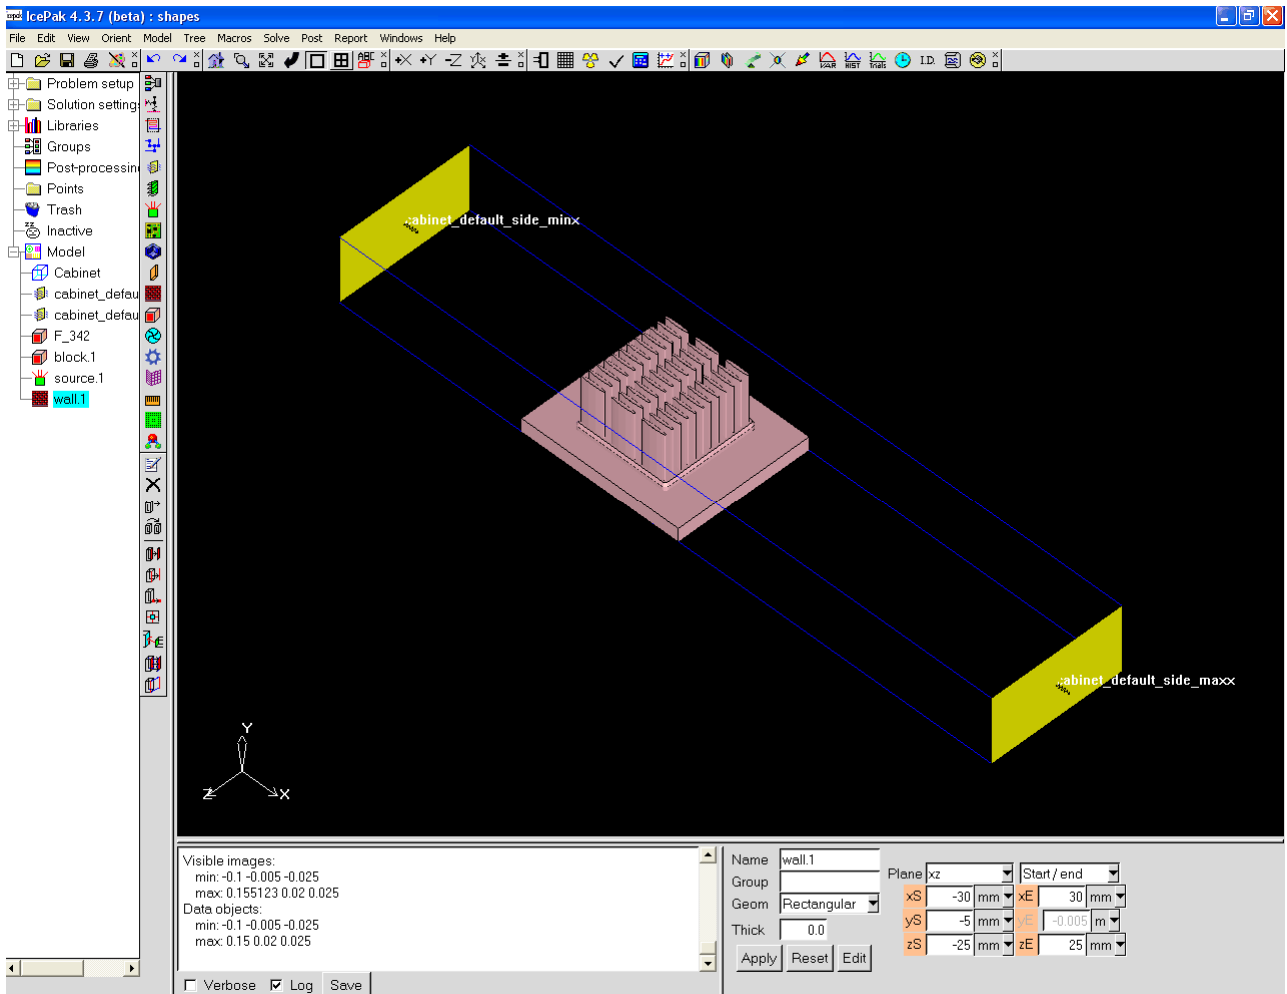 IcePak 4.3.7 (beta) : shapes
File Edit View Orient Model Tree Macros Solve Post Report Windows Help
+X +Y -Z I.D.
Problem setup
Solution setting
Libraries
Groups
Post-processin
Points
Trash
Inactive
Model
Cabinet
cabinet_defau
cabinet_defau
F_342
block.1
source.1
wall.1
cabinet_default_side_minx
cabinet_default_side_maxx
Y
Z X
Visible images:
min: -0.1 -0.005 -0.025
max: 0.155123 0.02 0.025
Data objects:
min: -0.1 -0.005 -0.025
max: 0.15 0.02 0.025
Verbose Log Save
Name wall.1
Group
Geom Rectangular
Thick 0.0
Apply Reset Edit
Plane xz Start / end
xS -30 mm xE 30 mm
yS -5 mm yE -0.005 m
zS -25 mm zE 25 mm